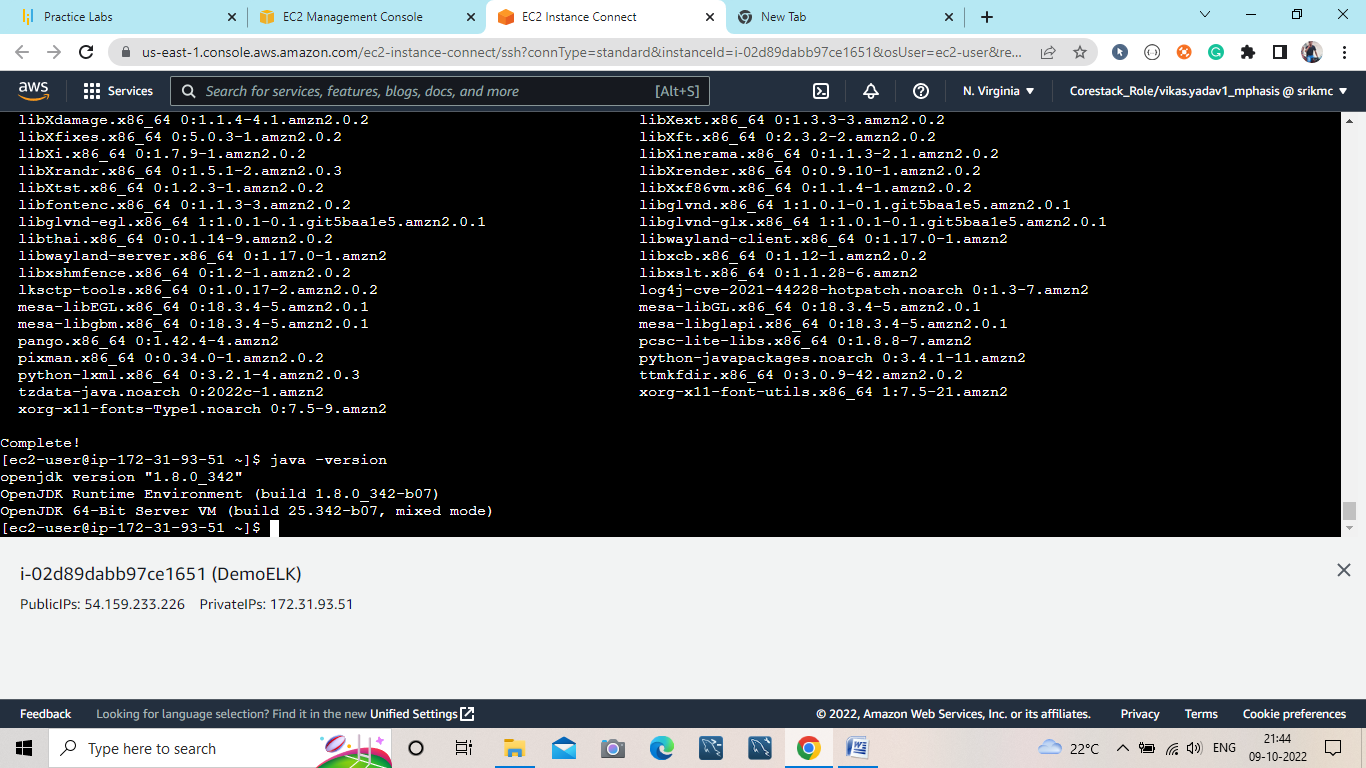 Practice Labs
EC2 Management Console
EC2 Instance Connect
New Tab
us-east-1.console.aws.amazon.com/ec2-instance-connect/ssh?connType=standard&instanceId=i-02d89dabb97ce1651&osUser=ec2-user&re...
aws
Services
Search for services, features, blogs, docs, and more
[Alt+S]
N. Virginia
Corestack_Role/vikas.yadav1_mphasis @ srikmc
libXdamage.x86_64 0:1.1.4-4.1.amzn2.0.2 libXext.x86_64 0:1.3.3-3.amzn2.0.2
libXfixes.x86_64 0:5.0.3-1.amzn2.0.2 libXft.x86_64 0:2.3.2-2.amzn2.0.2
libXi.x86_64 0:1.7.9-1.amzn2.0.2 libXinerama.x86_64 0:1.1.3-2.1.amzn2.0.2
libXrandr.x86_64 0:1.5.1-2.amzn2.0.3 libXrender.x86_64 0:0.9.10-1.amzn2.0.2
libXtst.x86_64 0:1.2.3-1.amzn2.0.2 libXxf86vm.x86_64 0:1.1.4-1.amzn2.0.2
libfontenc.x86_64 0:1.1.3-3.amzn2.0.2 libglvnd.x86_64 1:1.0.1-0.1.git5baa1e5.amzn2.0.1
libglvnd-egl.x86_64 1:1.0.1-0.1.git5baa1e5.amzn2.0.1 libglvnd-glx.x86_64 1:1.0.1-0.1.git5baa1e5.amzn2.0.1
libthai.x86_64 0:0.1.14-9.amzn2.0.2 libwayland-client.x86_64 0:1.17.0-1.amzn2
libwayland-server.x86_64 0:1.17.0-1.amzn2 libxcb.x86_64 0:1.12-1.amzn2.0.2
libxshmfence.x86_64 0:1.2-1.amzn2.0.2 libxslt.x86_64 0:1.1.28-6.amzn2
lksctp-tools.x86_64 0:1.0.17-2.amzn2.0.2 log4j-cve-2021-44228-hotpatch.noarch 0:1.3-7.amzn2
mesa-libEGL.x86_64 0:18.3.4-5.amzn2.0.1 mesa-libGL.x86_64 0:18.3.4-5.amzn2.0.1
mesa-libgbm.x86_64 0:18.3.4-5.amzn2.0.1 mesa-libglapi.x86_64 0:18.3.4-5.amzn2.0.1
pango.x86_64 0:1.42.4-4.amzn2 pcsc-lite-libs.x86_64 0:1.8.8-7.amzn2
pixman.x86_64 0:0.34.0-1.amzn2.0.2 python-javapackages.noarch 0:3.4.1-11.amzn2
python-lxml.x86_64 0:3.2.1-4.amzn2.0.3 ttmkfdir.x86_64 0:3.0.9-42.amzn2.0.2
tzdata-java.noarch 0:2022c-1.amzn2 xorg-x11-font-utils.x86_64 1:7.5-21.amzn2
xorg-x11-fonts-Type1.noarch 0:7.5-9.amzn2
Complete!
[ec2-user@ip-172-31-93-51 ~]$ java -version
openjdk version "1.8.0_342"
OpenJDK Runtime Environment (build 1.8.0_342-b07)
OpenJDK 64-Bit Server VM (build 25.342-b07, mixed mode)
[ec2-user@ip-172-31-93-51 ~]$
i-02d89dabb97ce1651 (DemoELK)
PublicIPs: 54.159.233.226 PrivateIPs: 172.31.93.51
Feedback
Looking for language selection? Find it in the new Unified Settings
© 2022, Amazon Web Services, Inc. or its affiliates.
Privacy
Terms
Cookie preferences
Type here to search
22°C
ENG
21:44
09-10-2022